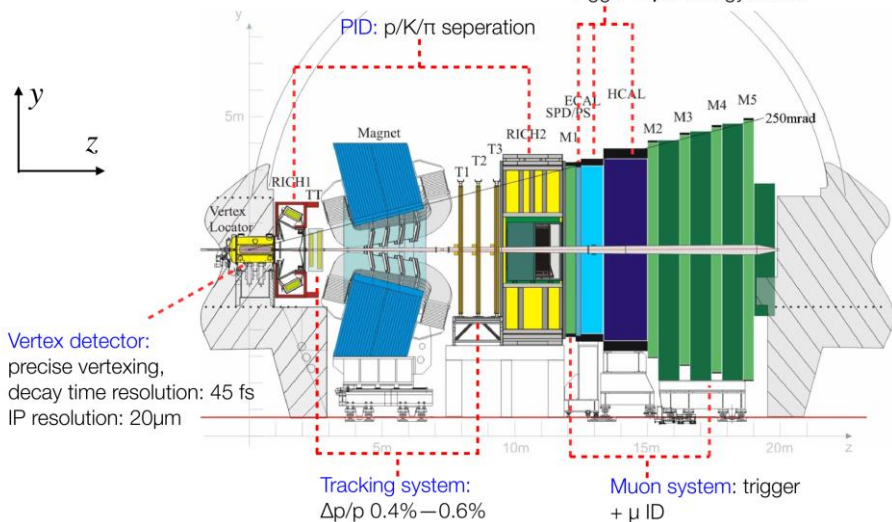 PID: p/K/π seperation
y
y
z
5m
Magnet
RICH1
TT
Vertex
Locator
T1
T2
T3
RICH2
SPD/PS
M1
ECAL
HCAL
M2
M3
M4
M5
250mrad
Vertex detector:
precise vertexing,
decay time resolution: 45 fs
IP resolution: 20μm
5m
10m
15m
20m
z
Tracking system:
Δp/p 0.4%—0.6%
Muon system: trigger
+ μ ID